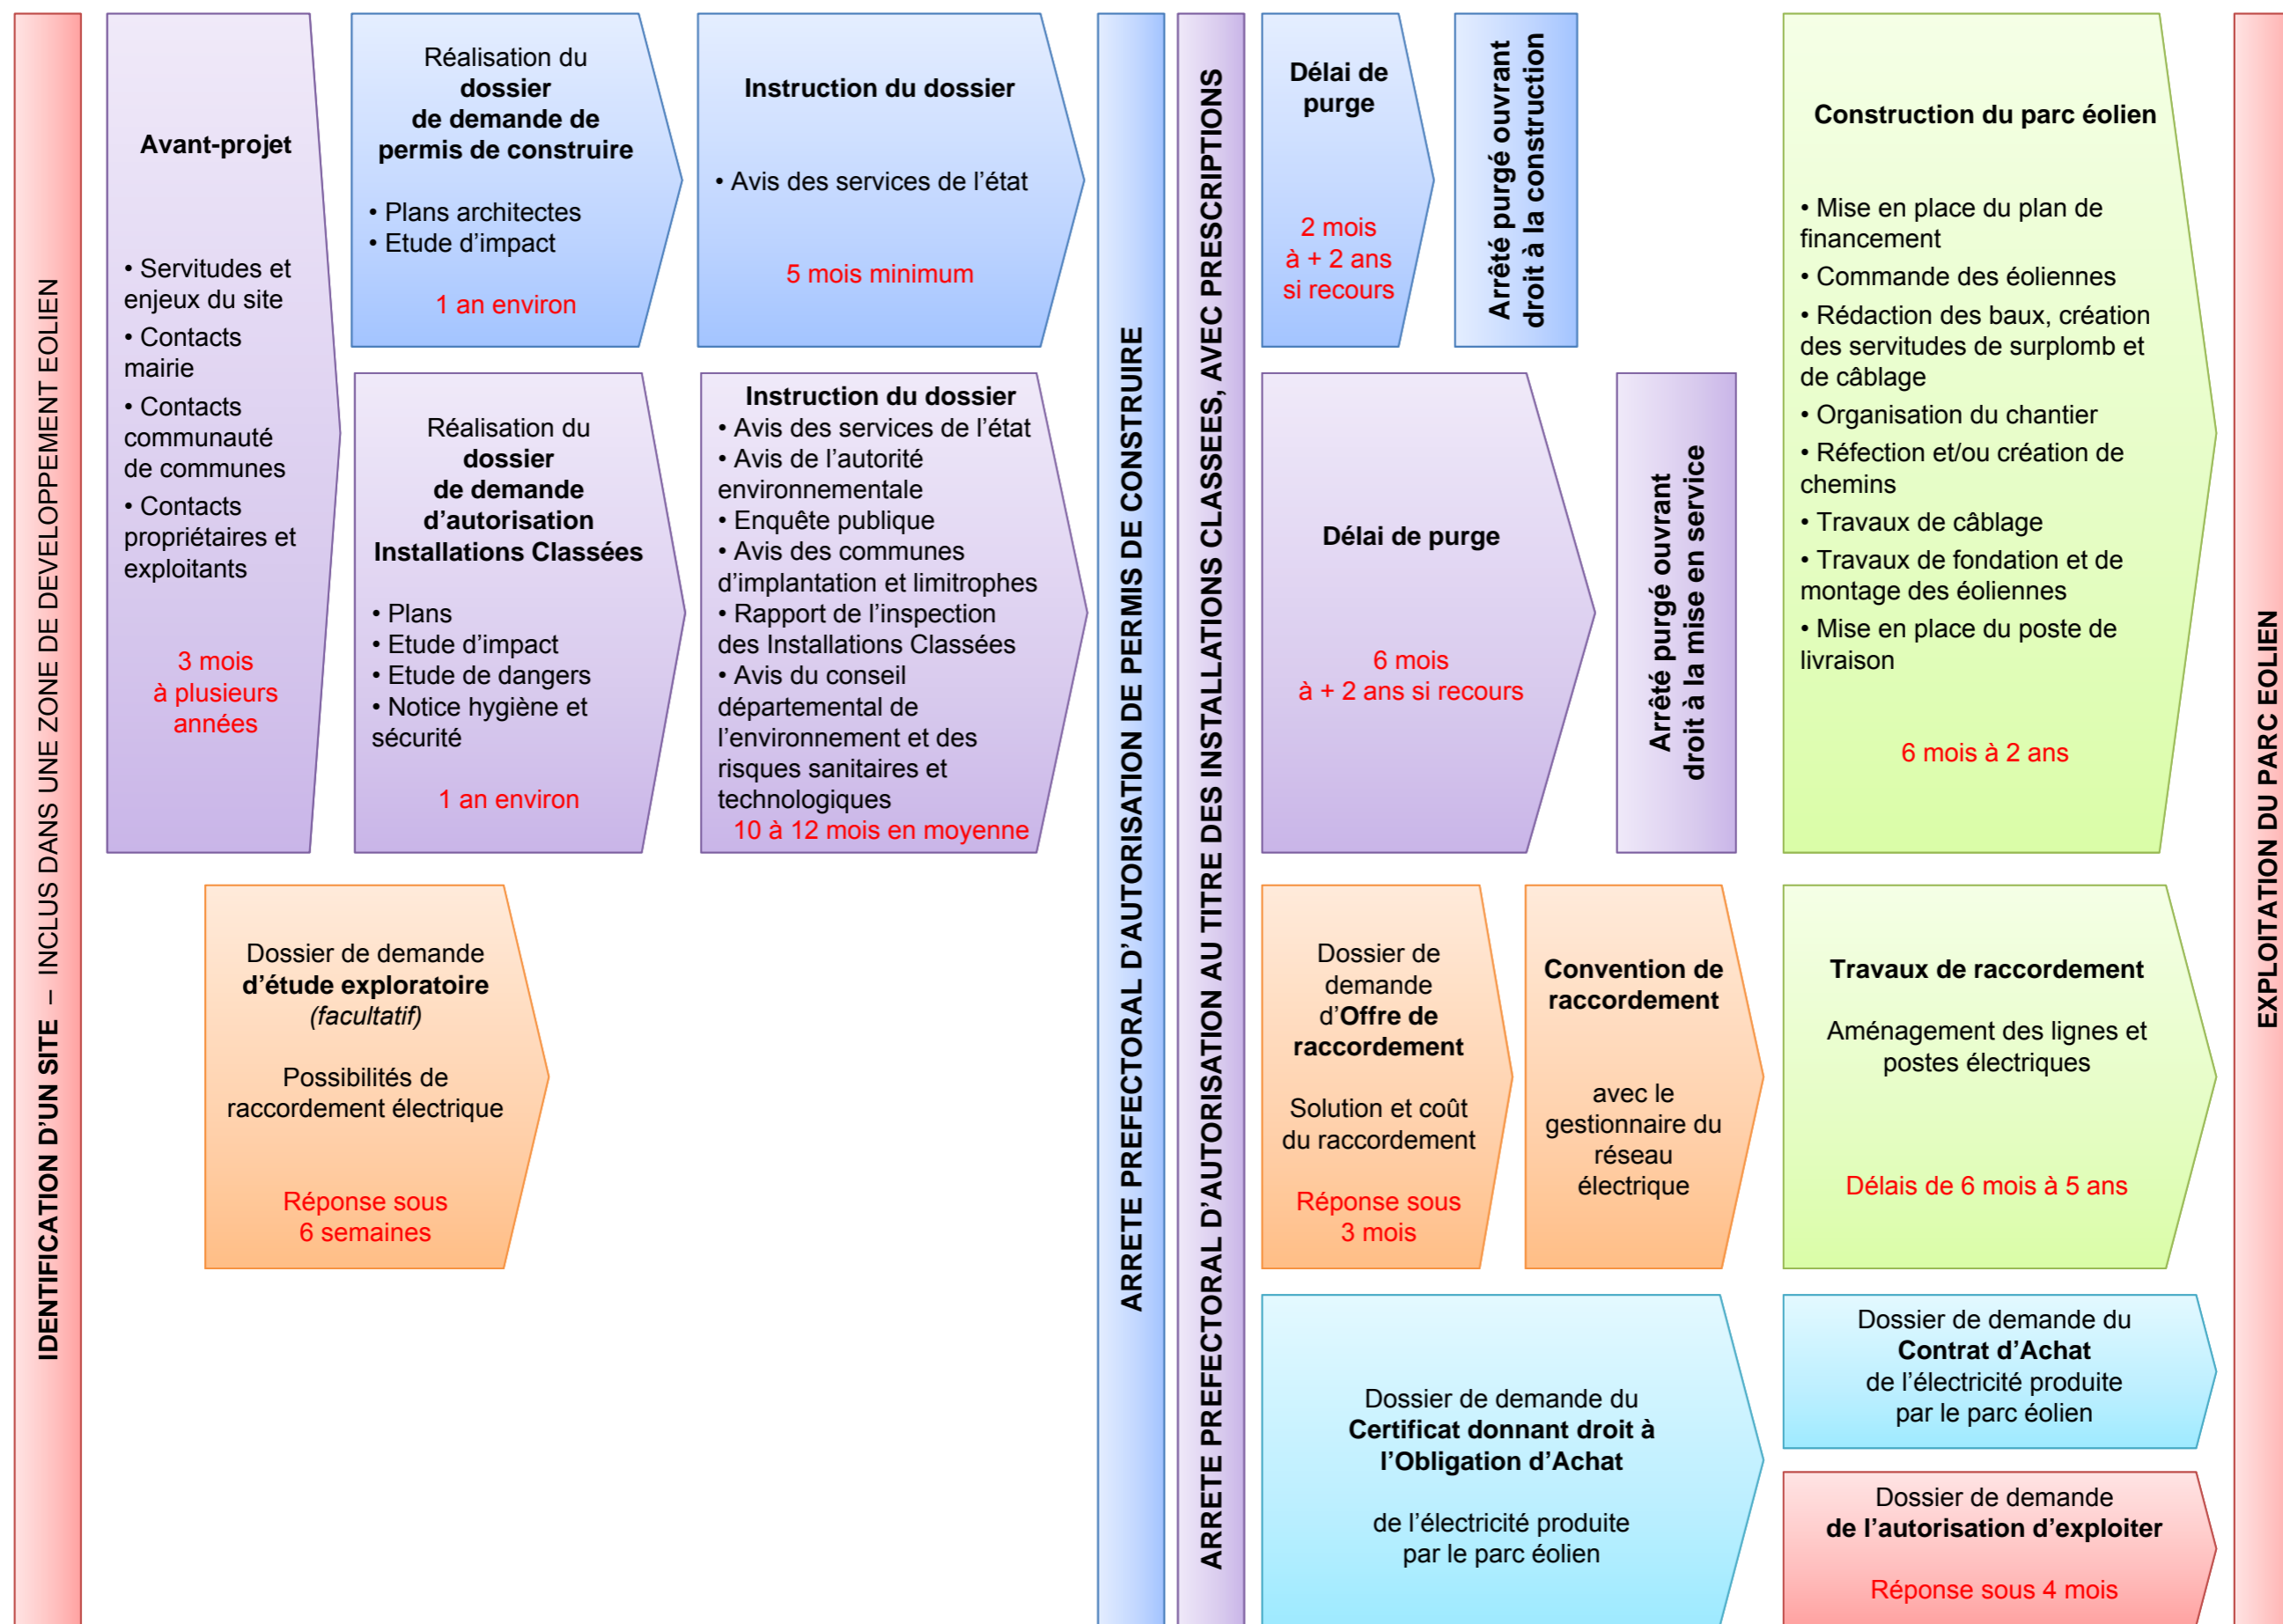 IDENTIFICATION D'UN SITE – INCLUS DANS UNE ZONE DE DEVELOPPEMENT EOLIEN
Avant-projet
• Servitudes et
enjeux du site
• Contacts
mairie
• Contacts
communauté
de communes
• Contacts
propriétaires et
exploitants
3 mois
à plusieurs
années
Réalisation du
dossier
de demande de
permis de construire
• Plans architectes
• Etude d'impact
1 an environ
Instruction du dossier
• Avis des services de l'état
5 mois minimum
Réalisation du
dossier
de demande
d'autorisation
Installations Classées
• Plans
• Etude d'impact
• Etude de dangers
• Notice hygiène et
sécurité
1 an environ
Instruction du dossier
• Avis des services de l'état
• Avis de l'autorité
environnementale
• Enquête publique
• Avis des communes
d'implantation et limitrophes
• Rapport de l'inspection
des Installations Classées
• Avis du conseil
départemental de
l'environnement et des
risques sanitaires et
technologiques
10 à 12 mois en moyenne
Dossier de demande
d'étude exploratoire
(facultatif)
Possibilités de
raccordement électrique
Réponse sous
6 semaines
ARRETE PREFECTORAL D'AUTORISATION DE PERMIS DE CONSTRUIRE
ARRETE PREFECTORAL D'AUTORISATION AU TITRE DES INSTALLATIONS CLASSEES, AVEC PRESCRIPTIONS
Délai de
purge
2 mois
à + 2 ans
si recours
Arrêté purgé ouvrant
droit à la construction
Délai de purge
6 mois
à + 2 ans si recours
Arrêté purgé ouvrant
droit à la mise en service
Dossier de
demande
d'Offre de
raccordement
Solution et coût
du raccordement
Réponse sous
3 mois
Convention de
raccordement
avec le
gestionnaire du
réseau
électrique
Dossier de demande du
Certificat donnant droit à
l'Obligation d'Achat
de l'électricité produite
par le parc éolien
Construction du parc éolien
• Mise en place du plan de
financement
• Commande des éoliennes
• Rédaction des baux, création
des servitudes de surplomb et
de câblage
• Organisation du chantier
• Réfection et/ou création de
chemins
• Travaux de câblage
• Travaux de fondation et de
montage des éoliennes
• Mise en place du poste de
livraison
6 mois à 2 ans
Travaux de raccordement
Aménagement des lignes et
postes électriques
Délais de 6 mois à 5 ans
Dossier de demande du
Contrat d'Achat
de l'électricité produite
par le parc éolien
Dossier de demande
de l'autorisation d'exploiter
Réponse sous 4 mois
EXPLOITATION DU PARC EOLIEN